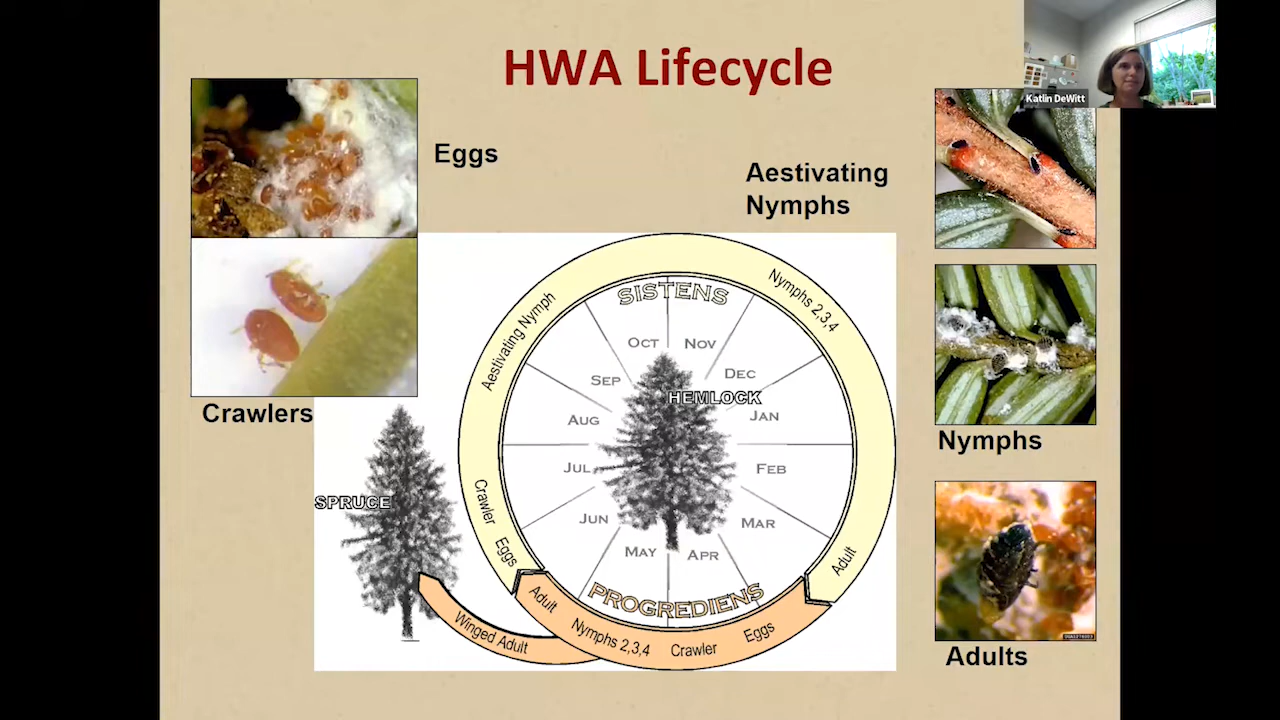 HWA Lifecycle
Katlin DeWitt
Eggs
Aestivating
Nymphs
Crawlers
SPRUCE
SISTENS
Aestivating Nymph
Nymphs 2,3,4
OCT
NOV
SEP
DEC
HEMLOCK
AUG
JAN
JUL
FEB
JUN
MAR
MAY
APR
Crawler
Eggs
Adult
PROGREDIENS
Adult
Nymphs 2,3,4
Crawler
Eggs
Winged Adult
Nymphs
Adults